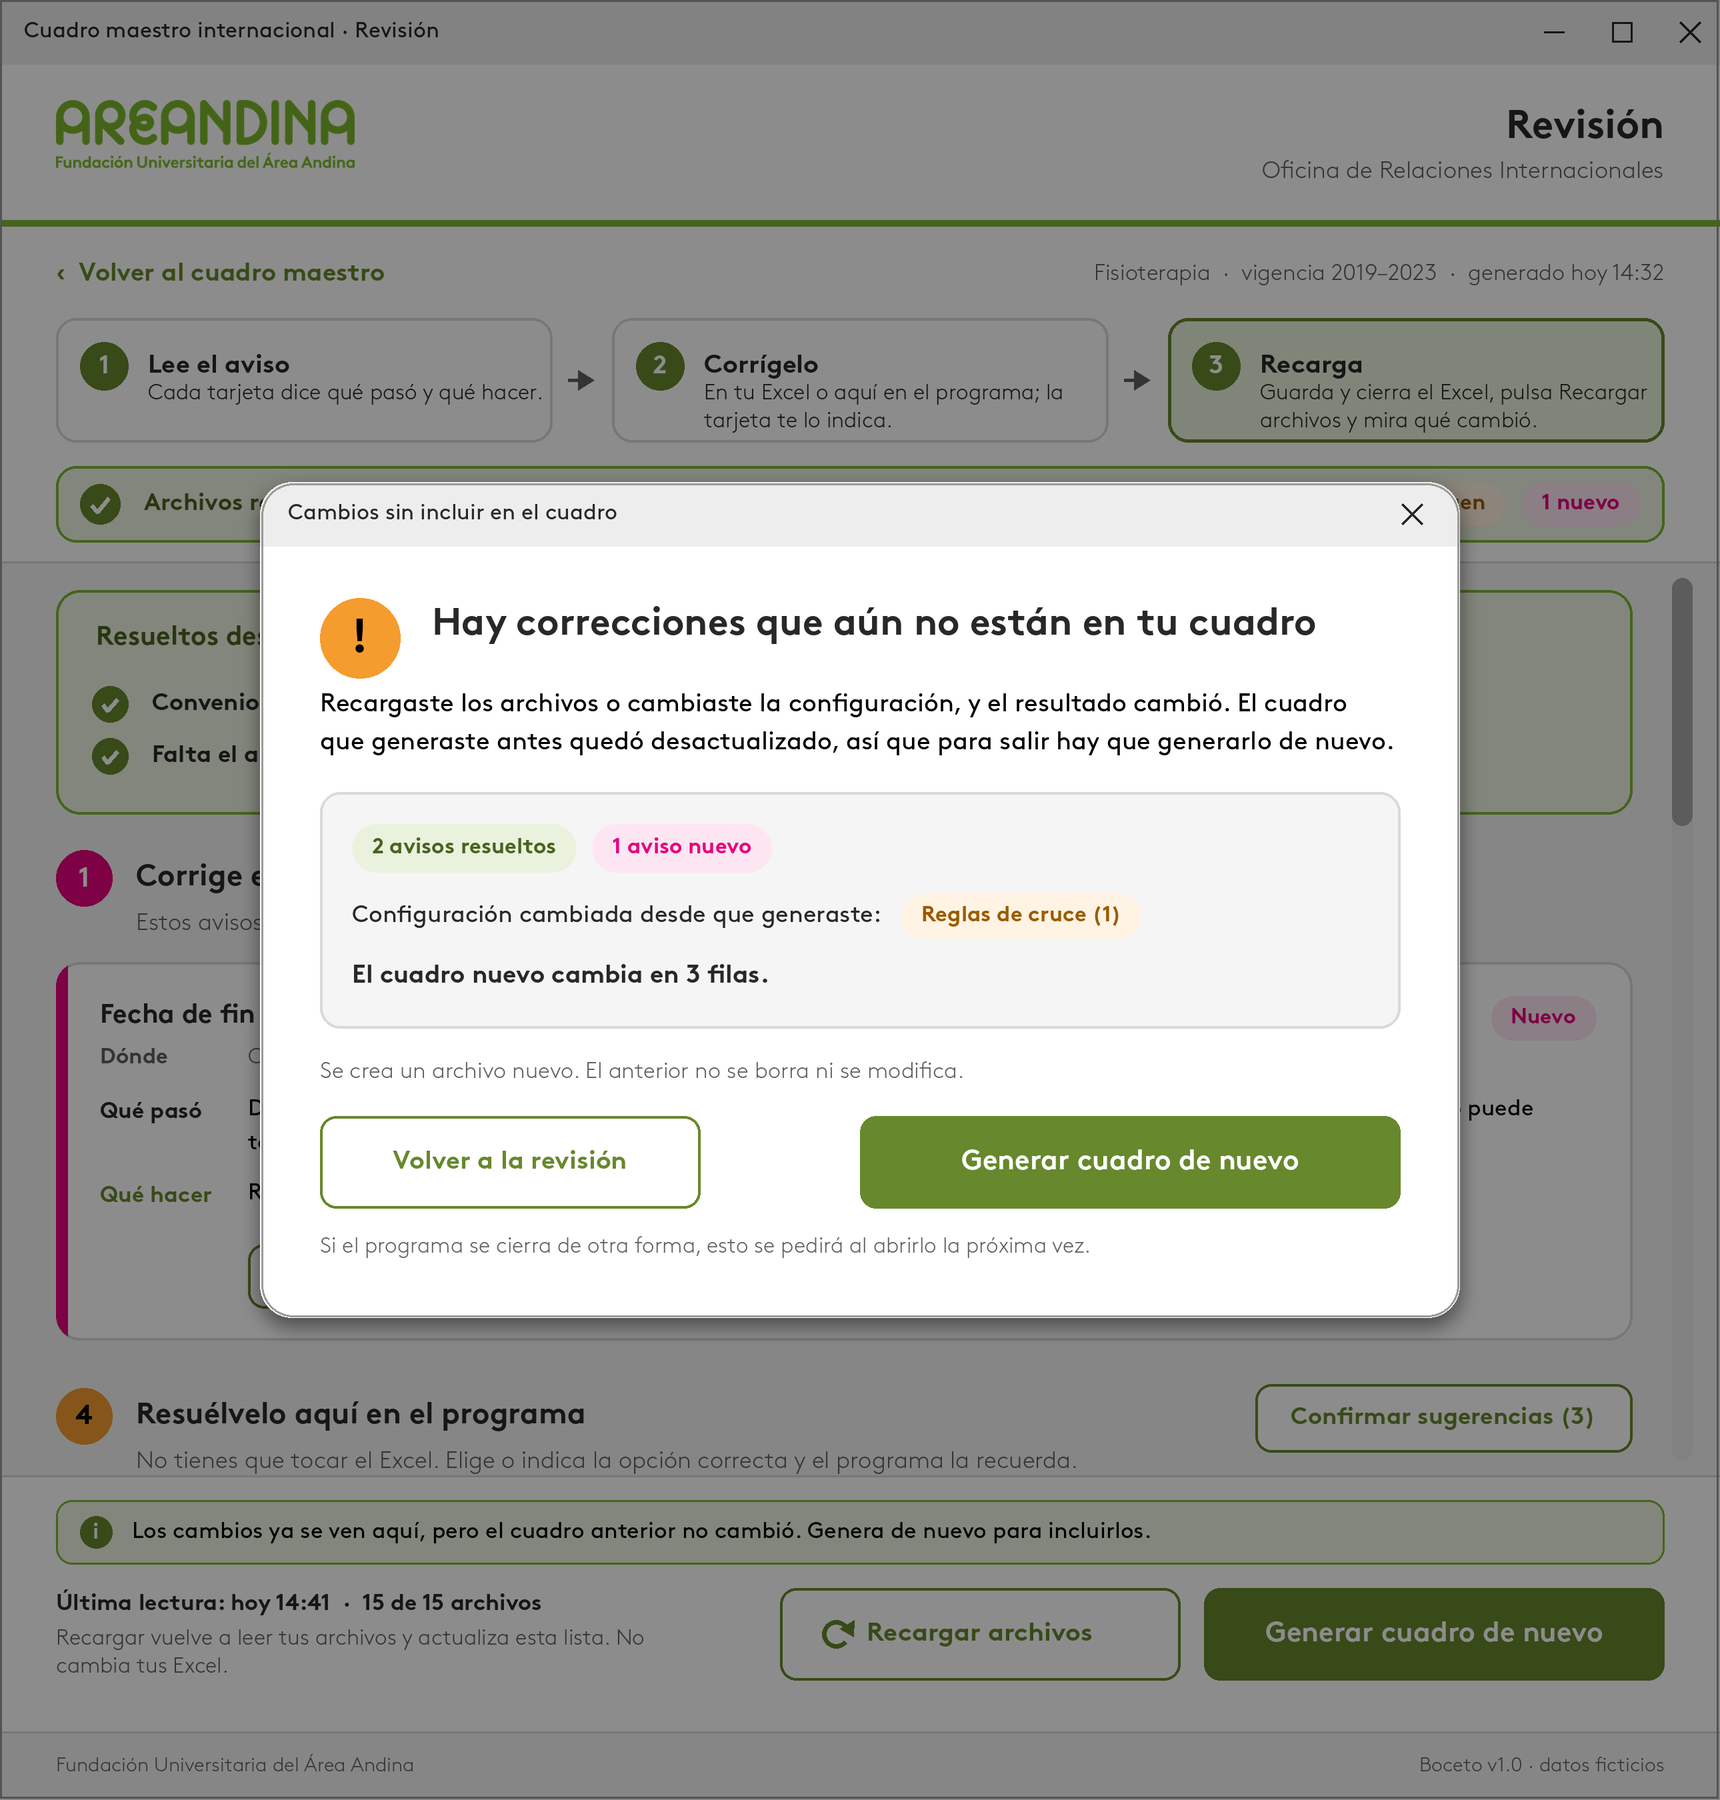 Cuadro maestro internacional · Revisión
AREANDINA
Fundación Universitaria del Área Andina
Revisión
Oficina de Relaciones Internacionales
‹ Volver al cuadro maestro
Fisioterapia · vigencia 2019–2023 · generado hoy 14:32
1 Lee el aviso
Cada tarjeta dice qué pasó y qué hacer.
2 Corrígelo
En tu Excel o aquí en el programa; la
tarjeta te lo indica.
3 Recarga
Guarda y cierra el Excel, pulsa Recargar
archivos y mira qué cambió.
Archivos
1 nuevo
Cambios sin incluir en el cuadro
! Hay correcciones que aún no están en tu cuadro
Recargaste los archivos o cambiaste la configuración, y el resultado cambió. El cuadro
que generaste antes quedó desactualizado, así que para salir hay que generarlo de nuevo.
2 avisos resueltos 1 aviso nuevo
Configuración cambiada desde que generaste: Reglas de cruce (1)
El cuadro nuevo cambia en 3 filas.
Se crea un archivo nuevo. El anterior no se borra ni se modifica.
Volver a la revisión
Generar cuadro de nuevo
Si el programa se cierra de otra forma, esto se pedirá al abrirlo la próxima vez.
Resueltos
Convenio
Falta el
1 Corrige
Estos avisos
Fecha de fin
Nuevo
Dónde
Qué pasó
puede
Qué hacer
4 Resuélvelo aquí en el programa
No tienes que tocar el Excel. Elige o indica la opción correcta y el programa la recuerda.
Confirmar sugerencias (3)
i Los cambios ya se ven aquí, pero el cuadro anterior no cambió. Genera de nuevo para incluirlos.
Última lectura: hoy 14:41 · 15 de 15 archivos
Recargar vuelve a leer tus archivos y actualiza esta lista. No
cambia tus Excel.
Recargar archivos
Generar cuadro de nuevo
Fundación Universitaria del Área Andina
Boceto v1.0 · datos ficticios